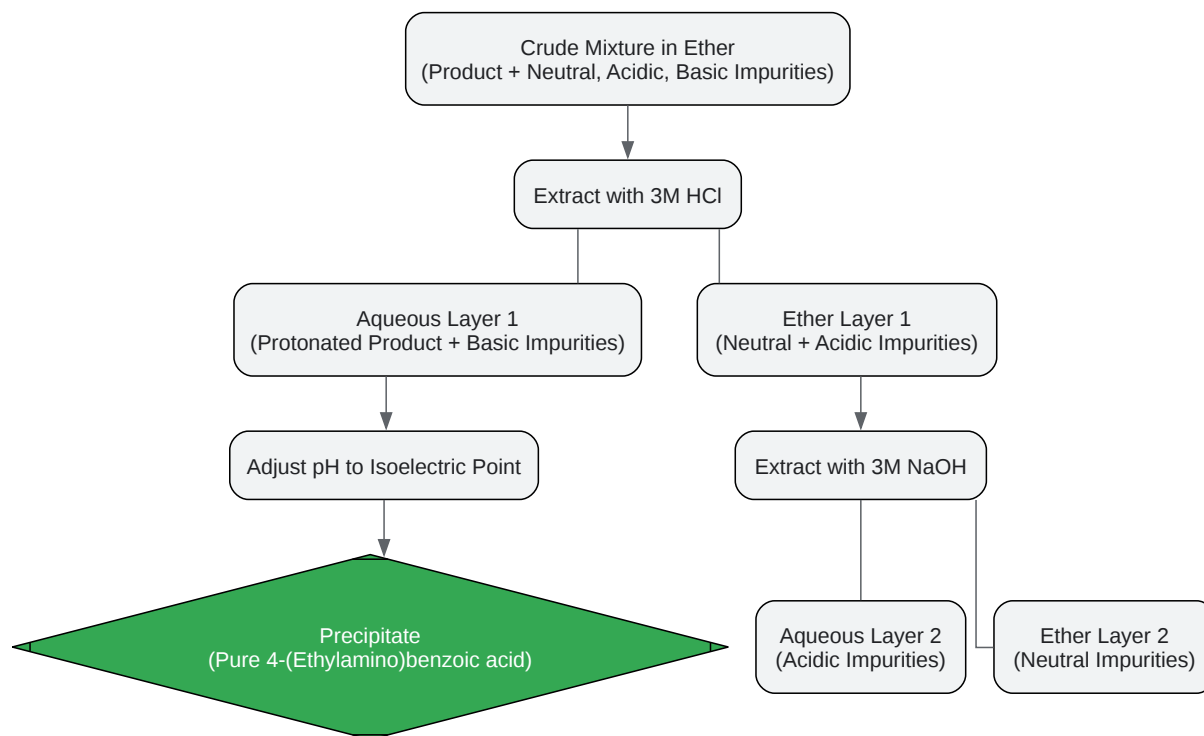 Crude Mixture in Ether
(Product + Neutral, Acidic, Basic Impurities)
Extract with 3M HCl
Aqueous Layer 1
(Protonated Product + Basic Impurities)
Ether Layer 1
(Neutral + Acidic Impurities)
Adjust pH to Isoelectric Point
Extract with 3M NaOH
Precipitate
(Pure 4-(Ethylamino)benzoic acid)
Aqueous Layer 2
(Acidic Impurities)
Ether Layer 2
(Neutral Impurities)